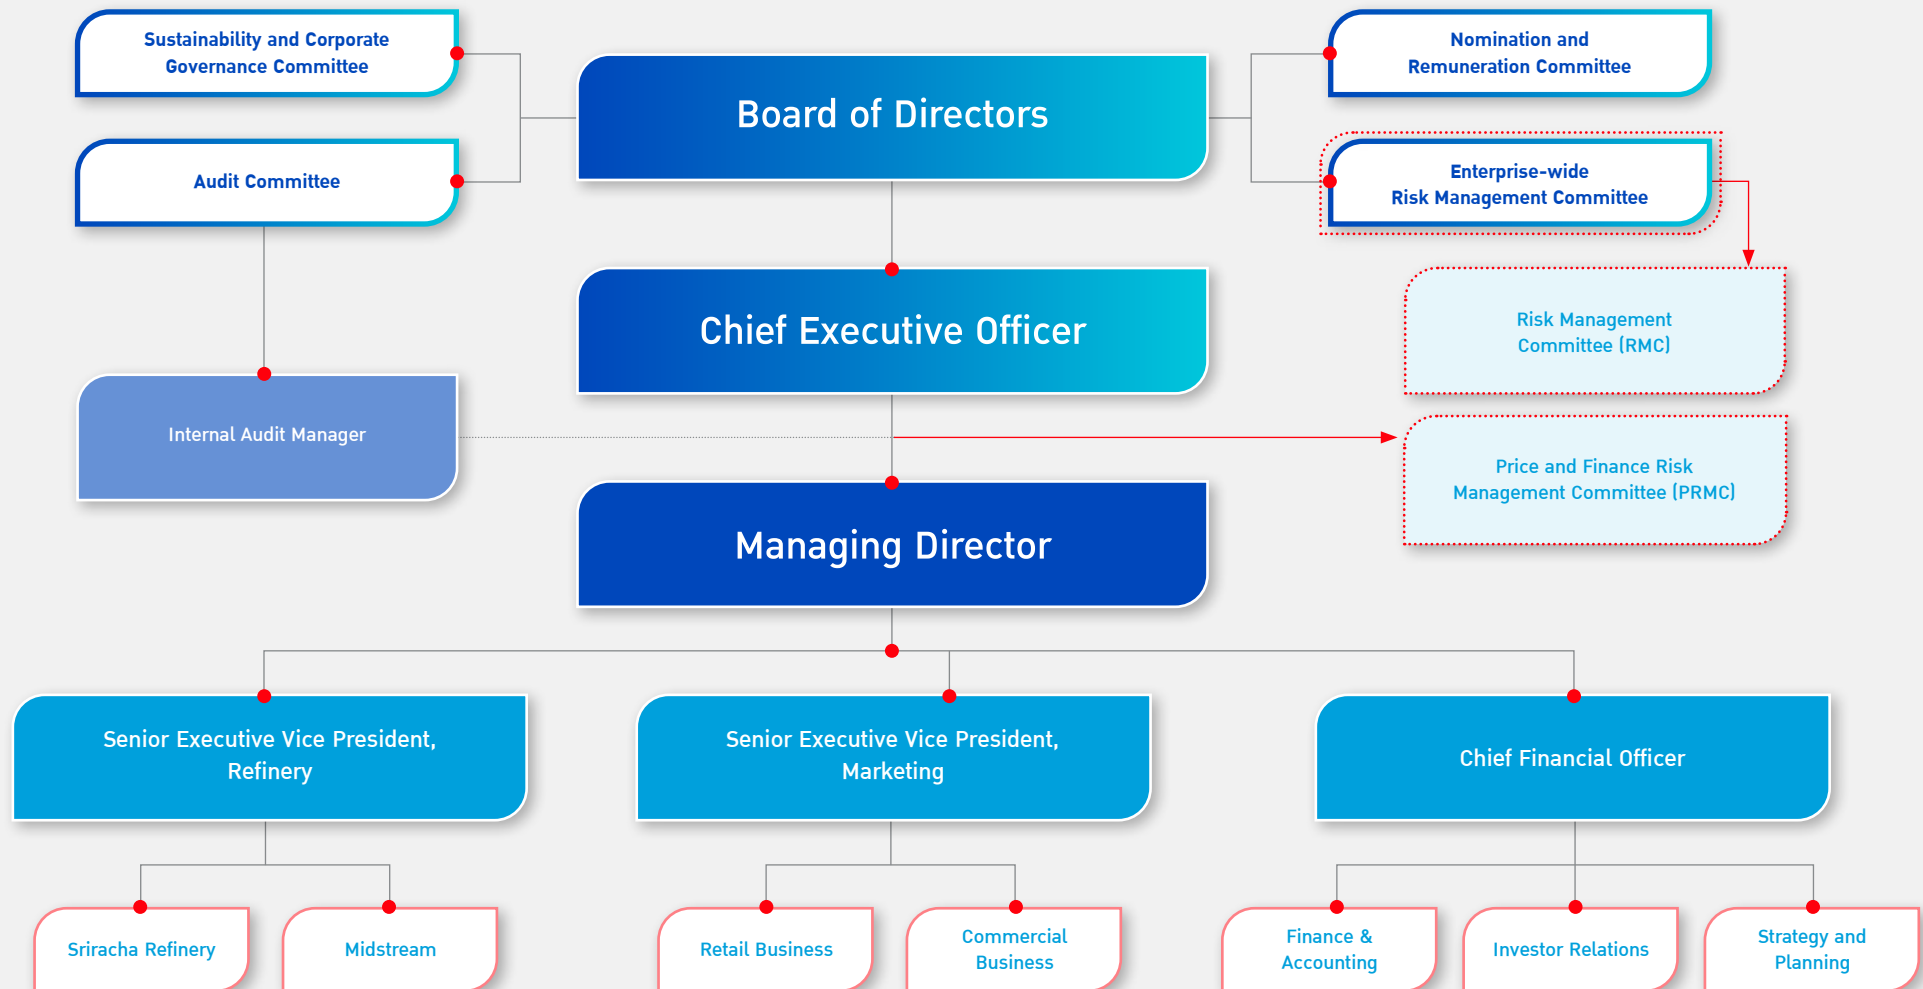 Sustainability and Corporate
Governance Committee
Nomination and
Remuneration Committee
Board of Directors
Audit Committee
Enterprise-wide
Risk Management Committee
Chief Executive Officer
Risk Management
Committee (RMC)
Internal Audit Manager
Price and Finance Risk
Management Committee (PRMC)
Managing Director
Senior Executive Vice President,
Refinery
Senior Executive Vice President,
Marketing
Chief Financial Officer
Sriracha Refinery
Midstream
Retail Business
Commercial
Business
Finance &
Accounting
Investor Relations
Strategy and
Planning